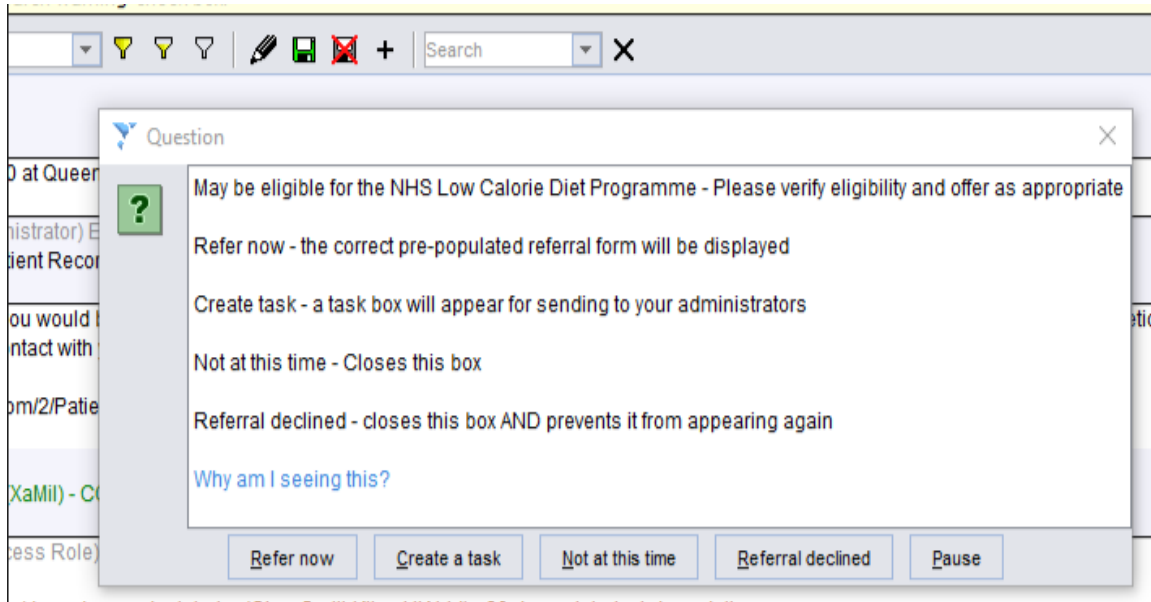 Search
Question
0 at Queen
May be eligible for the NHS Low Calorie Diet Programme - Please verify eligibility and offer as appropriate
nistrator) E
Refer now - the correct pre-populated referral form will be displayed
tient Recor
Create task - a task box will appear for sending to your administrators
ou would b
etic
ntact with y
Not at this time - Closes this box
om/2/Patie
Referral declined - closes this box AND prevents it from appearing again
Why am I seeing this?
(XaMil) - CO
cess Role)
Refer now
Create a task
Not at this time
Referral declined
Pause